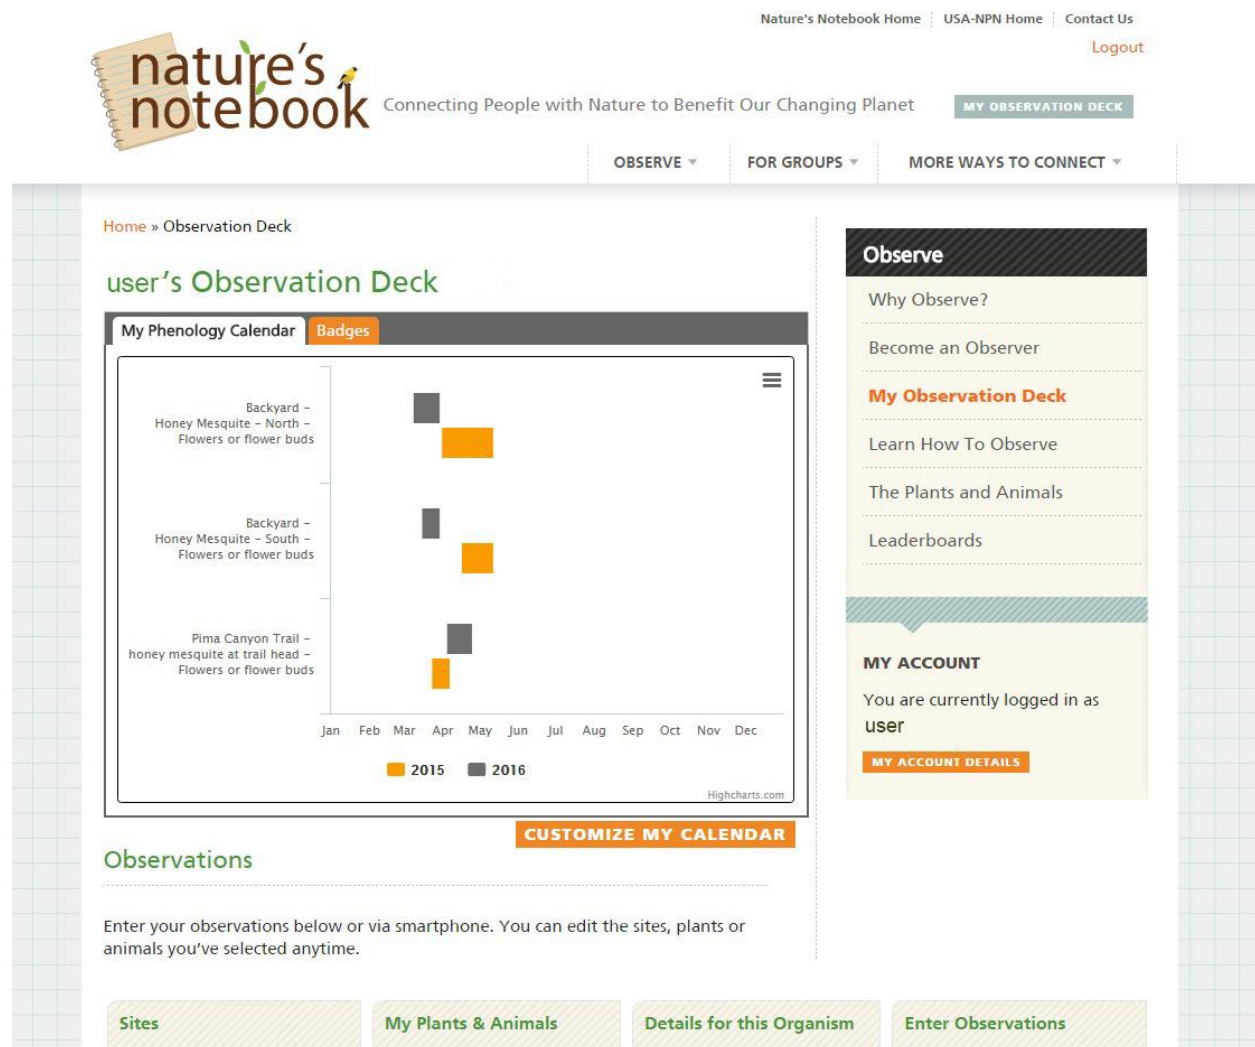 Nature's Notebook Home USA-NPN Home Contact Us
Logout
nature's
notebook
Connecting People with Nature to Benefit Our Changing Planet
MY OBSERVATION DECK
OBSERVE FOR GROUPS MORE WAYS TO CONNECT
Home » Observation Deck
user's Observation Deck
My Phenology Calendar Badges
Backyard –
Honey Mesquite – North –
Flowers or flower buds
Backyard –
Honey Mesquite – South –
Flowers or flower buds
Pima Canyon Trail –
honey mesquite at trail head –
Flowers or flower buds
Jan Feb Mar Apr May Jun Jul Aug Sep Oct Nov Dec
2015 2016
Highcharts.com
CUSTOMIZE MY CALENDAR
Observations
Enter your observations below or via smartphone. You can edit the sites, plants or
animals you've selected anytime.
Sites My Plants & Animals Details for this Organism Enter Observations
Observe
Why Observe?
Become an Observer
My Observation Deck
Learn How To Observe
The Plants and Animals
Leaderboards
MY ACCOUNT
You are currently logged in as
user
MY ACCOUNT DETAILS